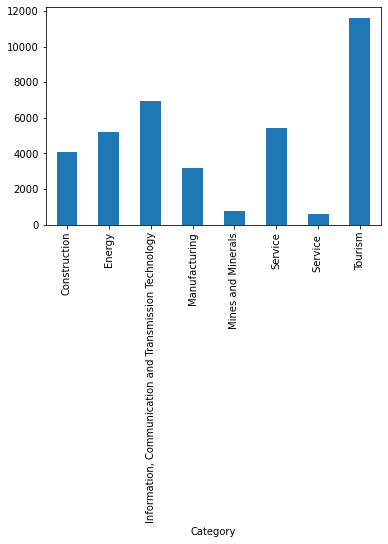 12000
10000
8000
6000
4000
2000
0
Construction
Energy
Information, Communication and Transmission Technology
Manufacturing
Mines and Minerals
Service
Service
Tourism
Category